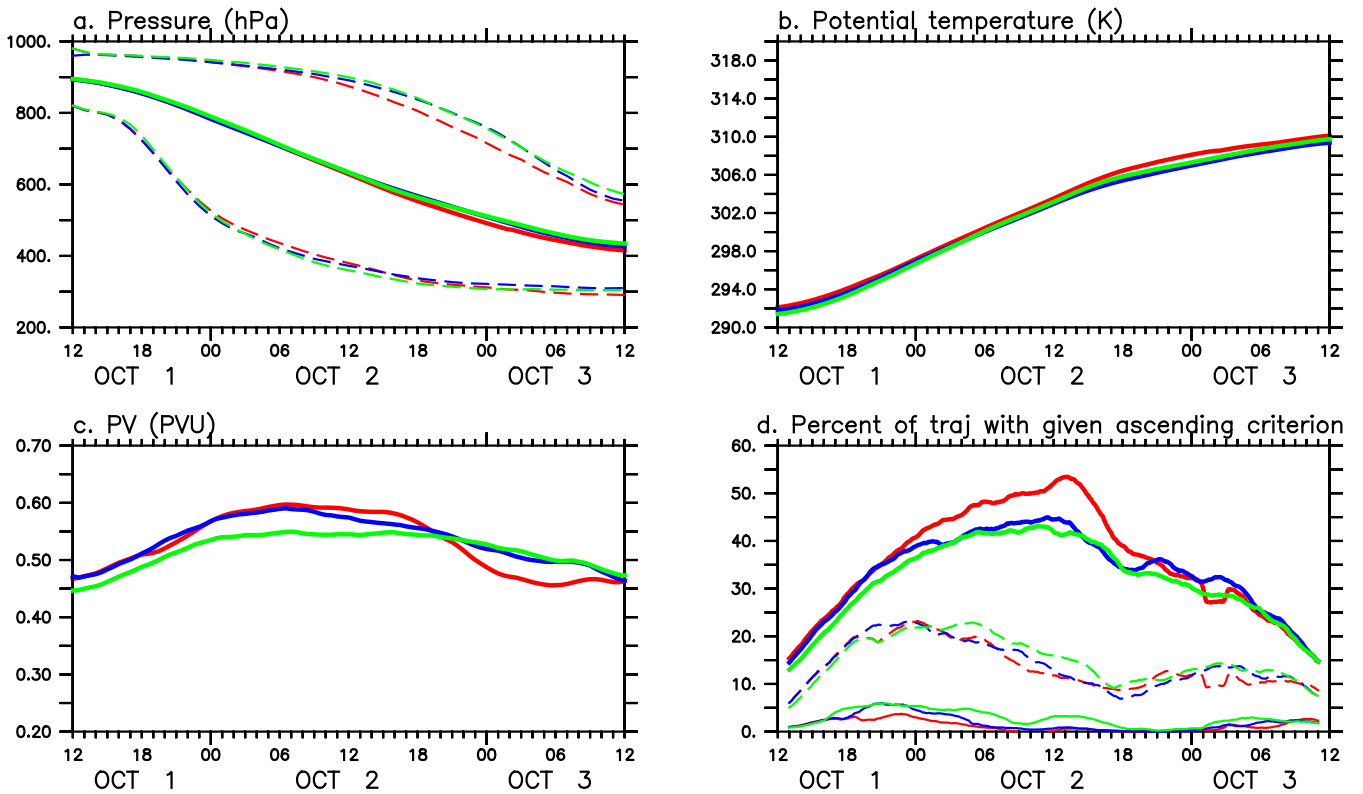 a. Pressure (hPa)
1000.
800.
600.
400.
200.
12 18 00 06 12 18 00 06 12
OCT 1 OCT 2 OCT 3
b. Potential temperature (K)
318.0
314.0
310.0
306.0
302.0
298.0
294.0
290.0
12 18 00 06 12 18 00 06 12
OCT 1 OCT 2 OCT 3
c. PV (PVU)
0.70
0.60
0.50
0.40
0.30
0.20
12 18 00 06 12 18 00 06 12
OCT 1 OCT 2 OCT 3
d. Percent of traj with given ascending criterion
60.
50.
40.
30.
20.
10.
0.
12 18 00 06 12 18 00 06 12
OCT 1 OCT 2 OCT 3